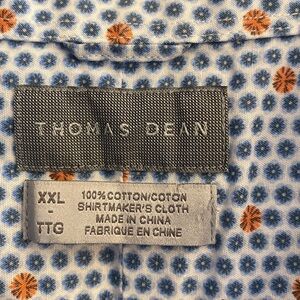 THOMAS DEAN
XXL
-
TTG
100% COTTON/COTON
SHIRTMAKER'S CLOTH
MADE IN CHINA
FABRIQUE EN CHINE